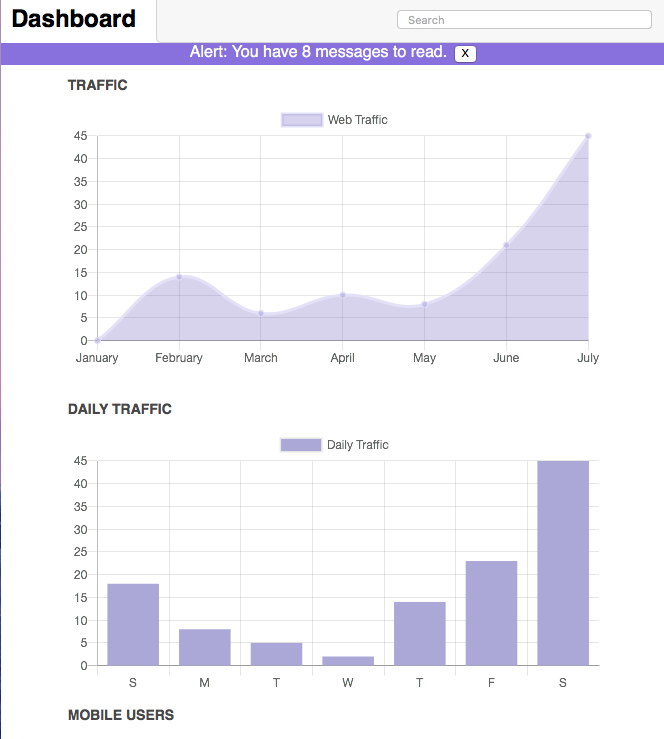 Dashboard
Search
Alert: You have 8 messages to read. X
TRAFFIC
Web Traffic
45
40
35
30
25
20
15
10
5
0
January February March April May June July
DAILY TRAFFIC
Daily Traffic
45
40
35
30
25
20
15
10
5
0
S M T W T F S
MOBILE USERS